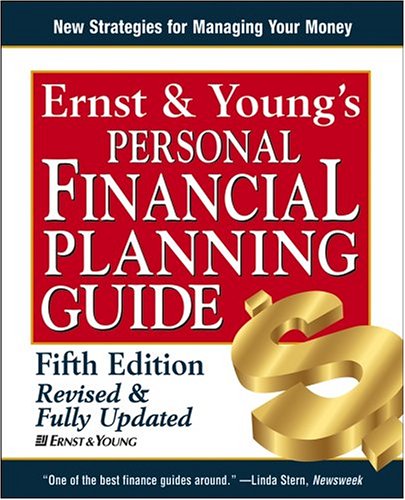 New Strategies for Managing Your Money
Ernst & Young's
PERSONAL
FINANCIAL
PLANNING
GUIDE
Fifth Edition
Revised &
Fully Updated
ERNST & YOUNG
"One of the best finance guides around." —Linda Stern, Newsweek